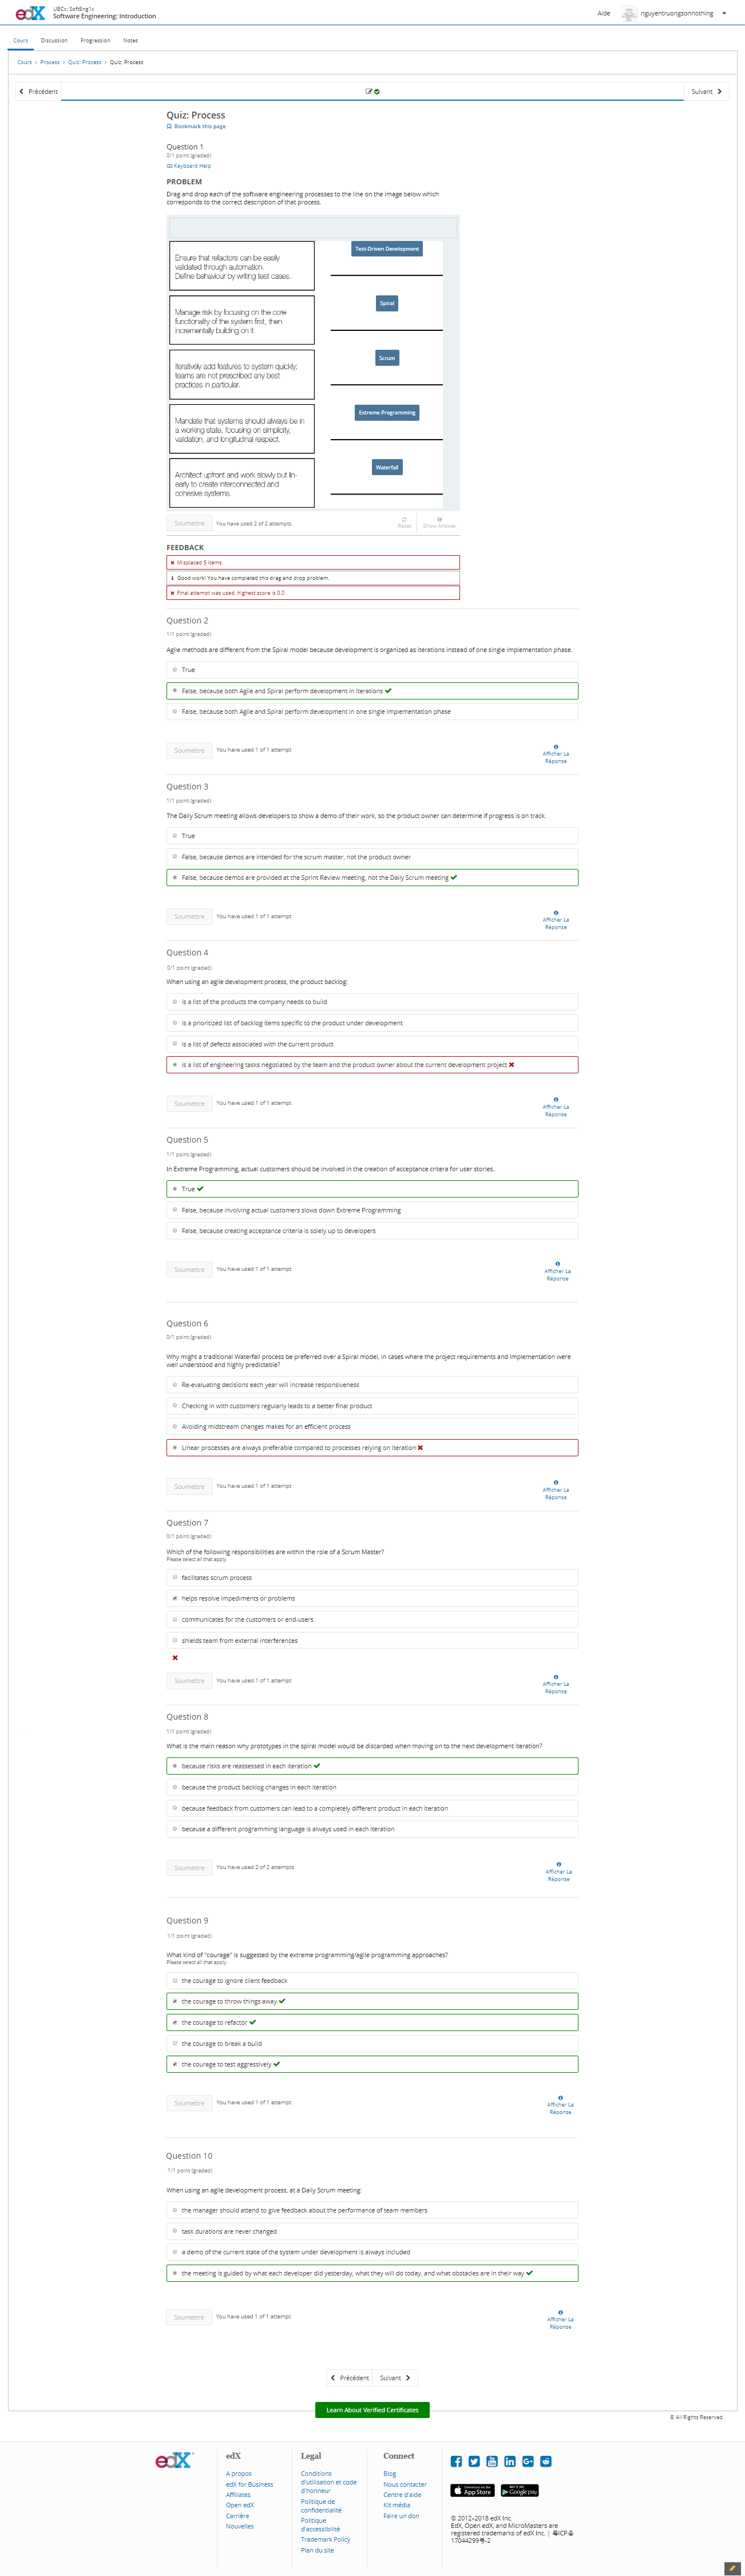 edX
UBCx: SoftEng1x
Software Engineering: Introduction
Aide
nguyentruongsonnothing
Cours Discussion Progression Notes
Cours › Process › Quiz: Process › Quiz: Process
Précédent
Suivant
Quiz: Process
Bookmark this page
Question 1
0/1 point (graded)
Keyboard Help
PROBLEM
Drag and drop each of the software engineering processes to the line on the image below which
corresponds to the correct description of that process.
Ensure that refactors can be easily
validated through automation.
Define behaviour by writing test cases.
Test-Driven Development
Manage risk by focusing on the core
functionality of the system first, then
incrementally building on it.
Spiral
Iteratively add features to system quickly;
teams are not prescribed any best
practices in particular.
Scrum
Mandate that systems should always be in
a working state, focusing on simplicity,
validation, and longitudinal respect.
Extreme Programming
Architect upfront and work slowly but lin-
early to create interconnected and
cohesive systems.
Waterfall
Soumettre
You have used 2 of 2 attempts.
Reset
Show Answer
FEEDBACK
Misplaced 5 items.
Good work! You have completed this drag and drop problem.
Final attempt was used, highest score is 0.0
Question 2
1/1 point (graded)
Agile methods are different from the Spiral model because development is organized as iterations instead of one single implementation phase.
True
False, because both Agile and Spiral perform development in iterations
False, because both Agile and Spiral perform development in one single implementation phase
Soumettre
You have used 1 of 1 attempt
Afficher La
Réponse
Question 3
1/1 point (graded)
The Daily Scrum meeting allows developers to show a demo of their work, so the product owner can determine if progress is on track.
True
False, because demos are intended for the scrum master, not the product owner
False, because demos are provided at the Sprint Review meeting, not the Daily Scrum meeting
Soumettre
You have used 1 of 1 attempt
Afficher La
Réponse
Question 4
0/1 point (graded)
When using an agile development process, the product backlog:
is a list of the products the company needs to build
is a prioritized list of backlog items specific to the product under development
is a list of defects associated with the current product
is a list of engineering tasks negotiated by the team and the product owner about the current development project
Soumettre
You have used 1 of 1 attempt
Afficher La
Réponse
Question 5
1/1 point (graded)
In Extreme Programming, actual customers should be involved in the creation of acceptance critera for user stories.
True
False, because involving actual customers slows down Extreme Programming
False, because creating acceptance criteria is solely up to developers
Soumettre
You have used 1 of 1 attempt
Afficher La
Réponse
Question 6
0/1 point (graded)
Why might a traditional Waterfall process be preferred over a Spiral model, in cases where the project requirements and implementation were
well understood and highly predictable?
Re-evaluating decisions each year will increase responsiveness
Checking in with customers regularly leads to a better final product
Avoiding midstream changes makes for an efficient process
Linear processes are always preferable compared to processes relying on iteration
Soumettre
You have used 1 of 1 attempt
Afficher La
Réponse
Question 7
0/1 point (graded)
Which of the following responsibilities are within the role of a Scrum Master?
Please select all that apply.
facilitates scrum process
helps resolve impediments or problems
communicates for the customers or end-users
shields team from external interferences
Soumettre
You have used 1 of 1 attempt
Afficher La
Réponse
Question 8
1/1 point (graded)
What is the main reason why prototypes in the spiral model would be discarded when moving on to the next development iteration?
because risks are reassessed in each iteration
because the product backlog changes in each iteration
because feedback from customers can lead to a completely different product in each iteration
because a different programming language is always used in each iteration
Soumettre
You have used 2 of 2 attempts
Afficher La
Réponse
Question 9
1/1 point (graded)
What kind of "courage" is suggested by the extreme programming/agile programming approaches?
Please select all that apply.
the courage to ignore client feedback
the courage to throw things away
the courage to refactor
the courage to break a build
the courage to test aggressively
Soumettre
You have used 1 of 1 attempt
Afficher La
Réponse
Question 10
1/1 point (graded)
When using an agile development process, at a Daily Scrum meeting:
the manager should attend to give feedback about the performance of team members
task durations are never changed
a demo of the current state of the system under development is always included
the meeting is guided by what each developer did yesterday, what they will do today, and what obstacles are in their way
Soumettre
You have used 1 of 1 attempt
Afficher La
Réponse
Précédent
Suivant
Learn About Verified Certificates
© All Rights Reserved
edX
edX
A propos
edX for Business
Affiliates
Open edX
Carrière
Nouvelles
Legal
Conditions
d'utilisation et code
d'honneur
Politique de
confidentialité
Politique
d'accessibilité
Trademark Policy
Plan du site
Connect
Blog
Nous contacter
Centre d'aide
Kit média
Faire un don
Download on the
App Store
GET IT ON
Google play
© 2012–2018 edX Inc.
EdX, Open edX, and MicroMasters are
registered trademarks of edX Inc. | 粤ICP备
17044299号-2